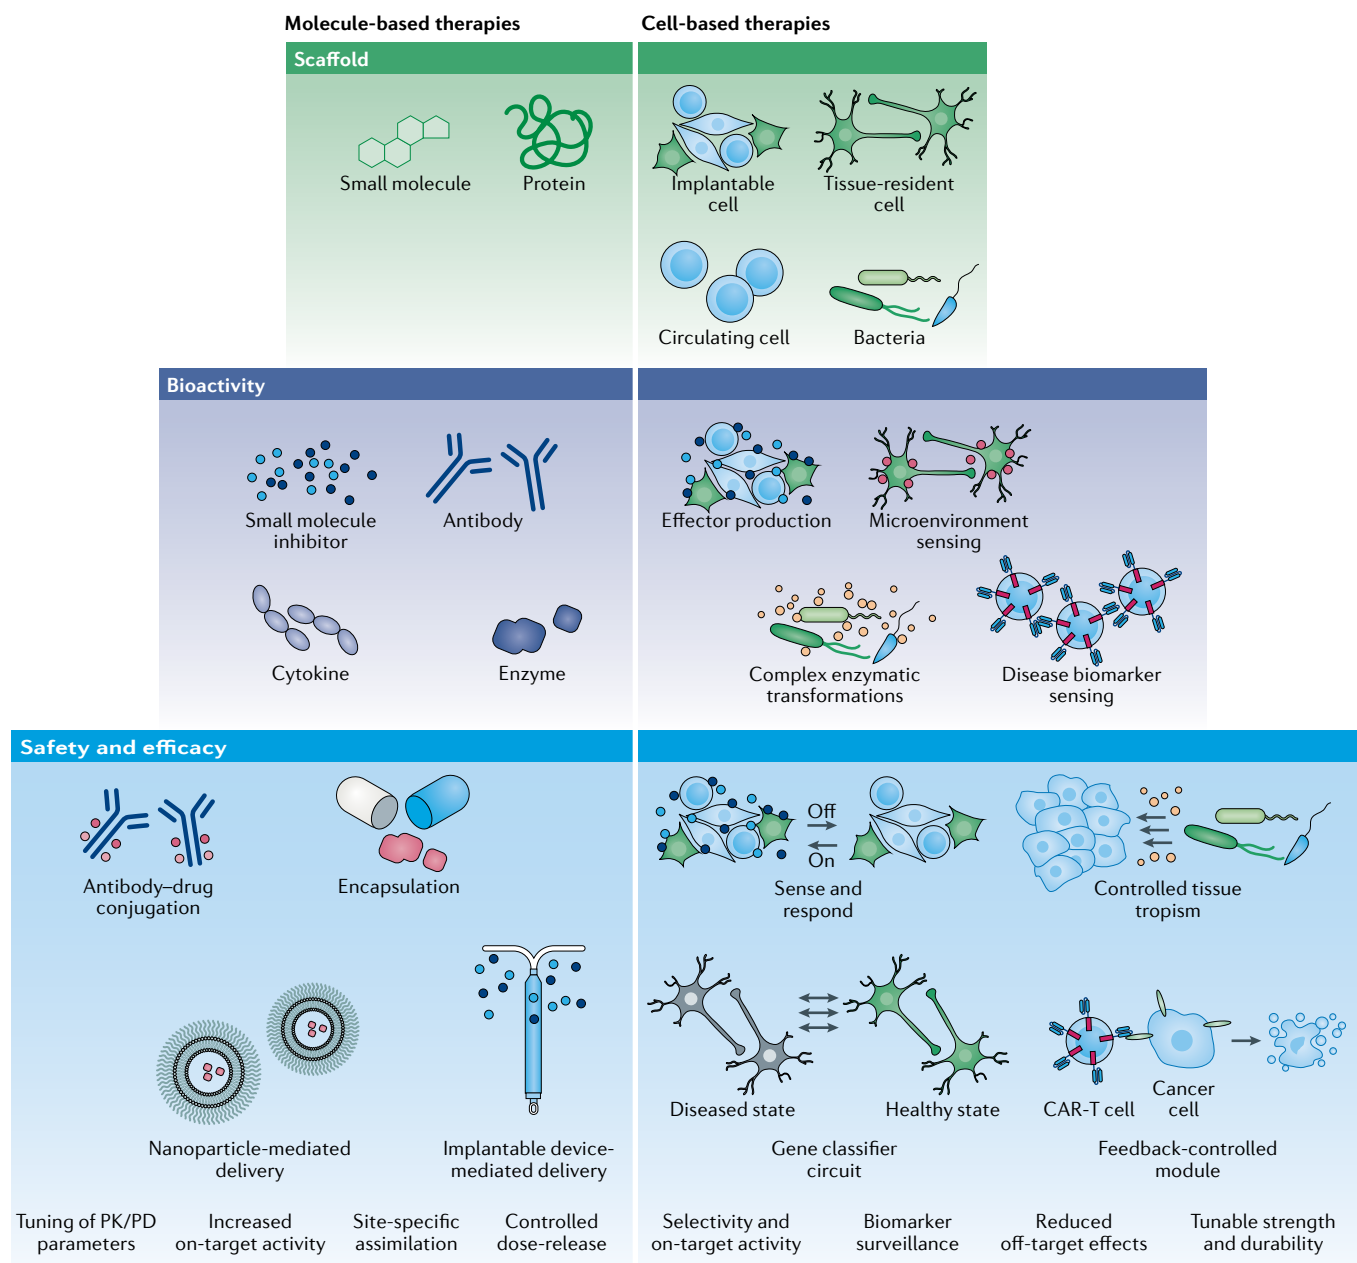 Molecule-based therapies
Cell-based therapies
Scaffold
Small molecule
Protein
Implantable
cell
Tissue-resident
cell
Circulating cell
Bacteria
Bioactivity
Small molecule
inhibitor
Antibody
Effector production
Microenvironment
sensing
Cytokine
Enzyme
Complex enzymatic
transformations
Disease biomarker
sensing
Safety and efficacy
Antibody–drug
conjugation
Encapsulation
Off
On
Sense and
respond
Controlled tissue
tropism
Nanoparticle-mediated
delivery
Implantable device-
mediated delivery
Diseased state
Healthy state
Gene classifier
circuit
CAR-T cell
Cancer
cell
Feedback-controlled
module
Tuning of PK/PD
parameters
Increased
on-target activity
Site-specific
assimilation
Controlled
dose-release
Selectivity and
on-target activity
Biomarker
surveillance
Reduced
off-target effects
Tunable strength
and durability